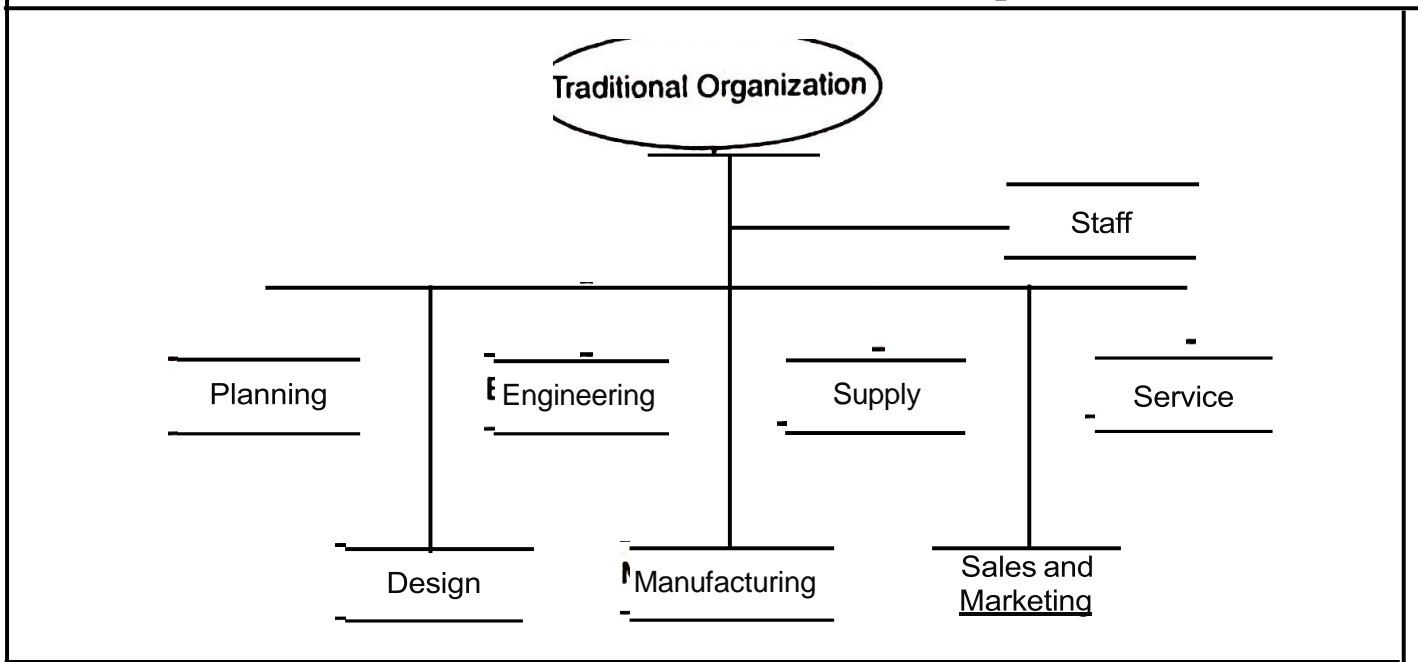 Traditional Organization
Staff
Planning
Engineering
Supply
Service
Design
Manufacturing
Sales and
Marketing